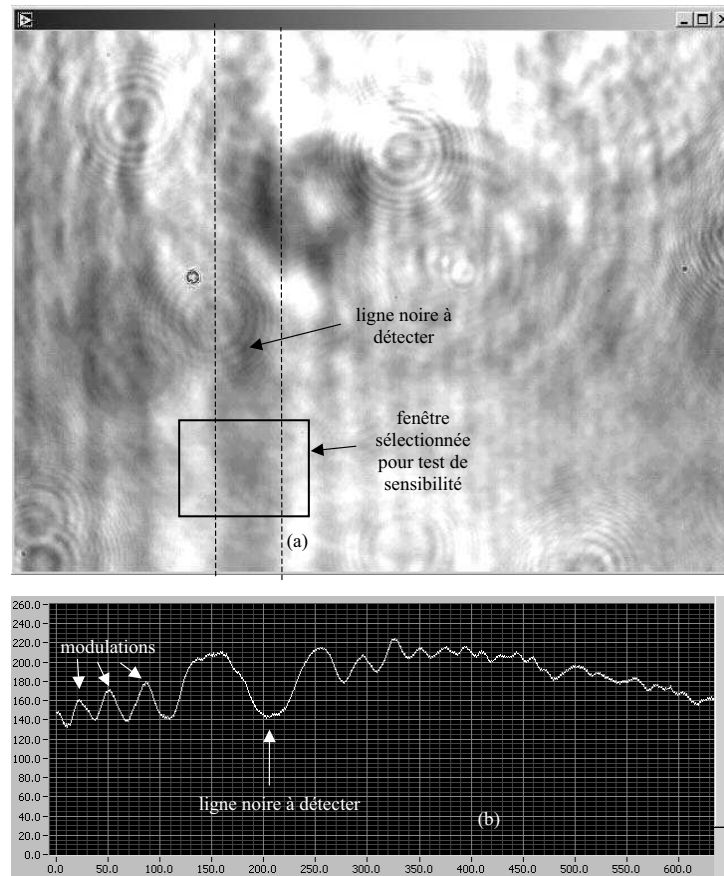 ligne noire à
détecter
fenêtre
sélectionnée
pour test de
sensibilité
(a)
260.0
240.0
220.0
200.0
180.0
160.0
140.0
120.0
100.0
80.0
60.0
40.0
20.0
0.0
modulations
ligne noire à détecter
(b)
0.0 50.0 100.0 150.0 200.0 250.0 300.0 350.0 400.0 450.0 500.0 550.0 600.0